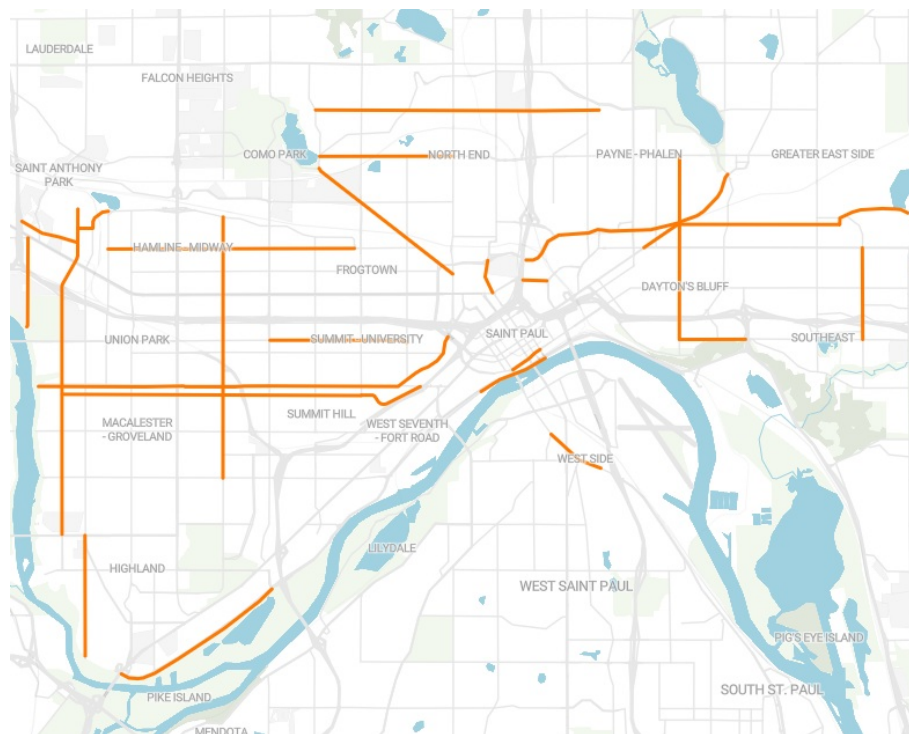 LAUDERDALE
FALCON HEIGHTS
COMO PARK
NORTH END
PAYNE - PHALEN
GREATER EAST SIDE
SAINT ANTHONY
PARK
HAMLINE-MIDWAY
FROGTOWN
DAYTON'S BLUFF
UNION PARK
SUMMIT - UNIVERSITY
SAINT PAUL
SOUTHEAST
MACALESTER
- GROVELAND
SUMMIT HILL
WEST SEVENTH
- FORT ROAD
WEST SIDE
LILYDALE
HIGHLAND
WEST SAINT PAUL
PIG'S EYE ISLAND
PIKE ISLAND
SOUTH ST. PAUL
MENDOTA